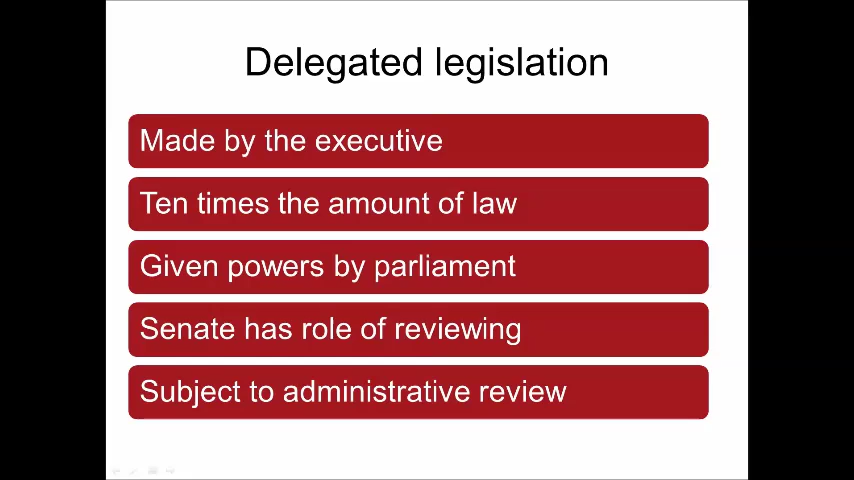 Delegated legislation
Made by the executive
Ten times the amount of law
Given powers by parliament
Senate has role of reviewing
Subject to administrative review